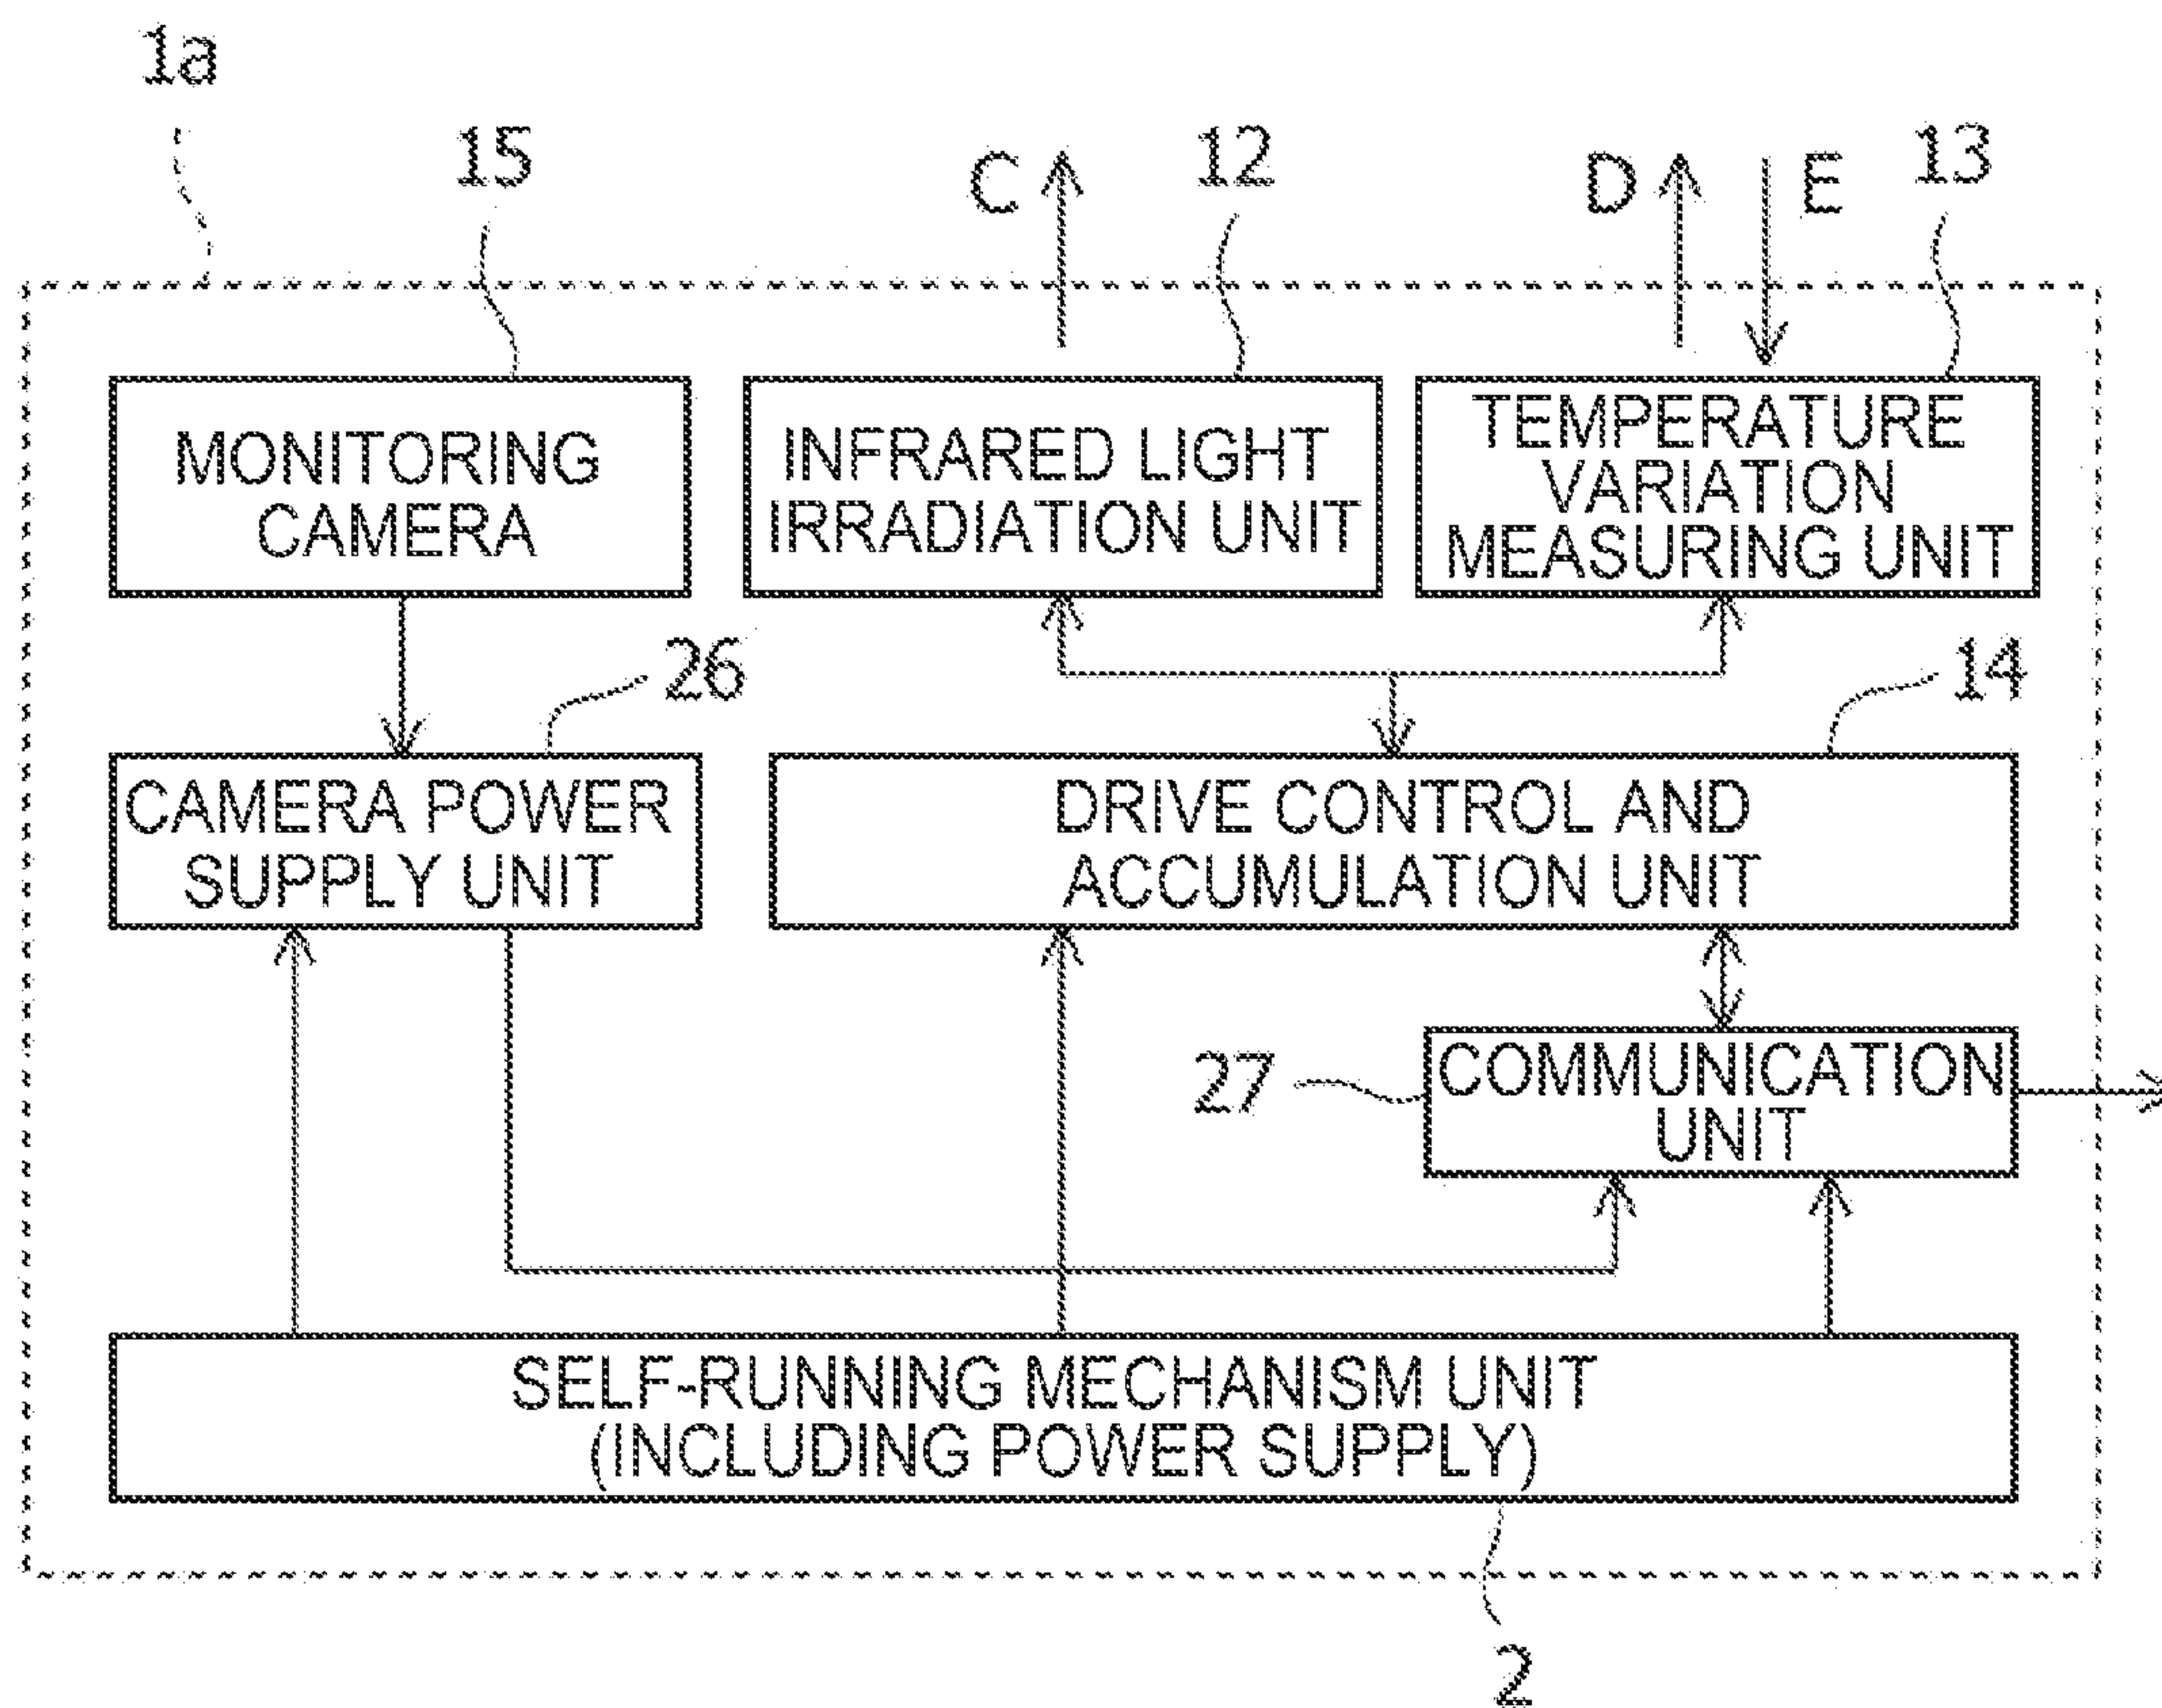 1a
15
C
12
D
E
13
MONITORING
CAMERA
INFRARED LIGHT
IRRADIATION UNIT
TEMPERATURE
VARIATION
MEASURING UNIT
26
14
CAMERA POWER
SUPPLY UNIT
DRIVE CONTROL AND
ACCUMULATION UNIT
27
COMMUNICATION
UNIT
SELF-RUNNING MECHANISM UNIT
(INCLUDING POWER SUPPLY)
2